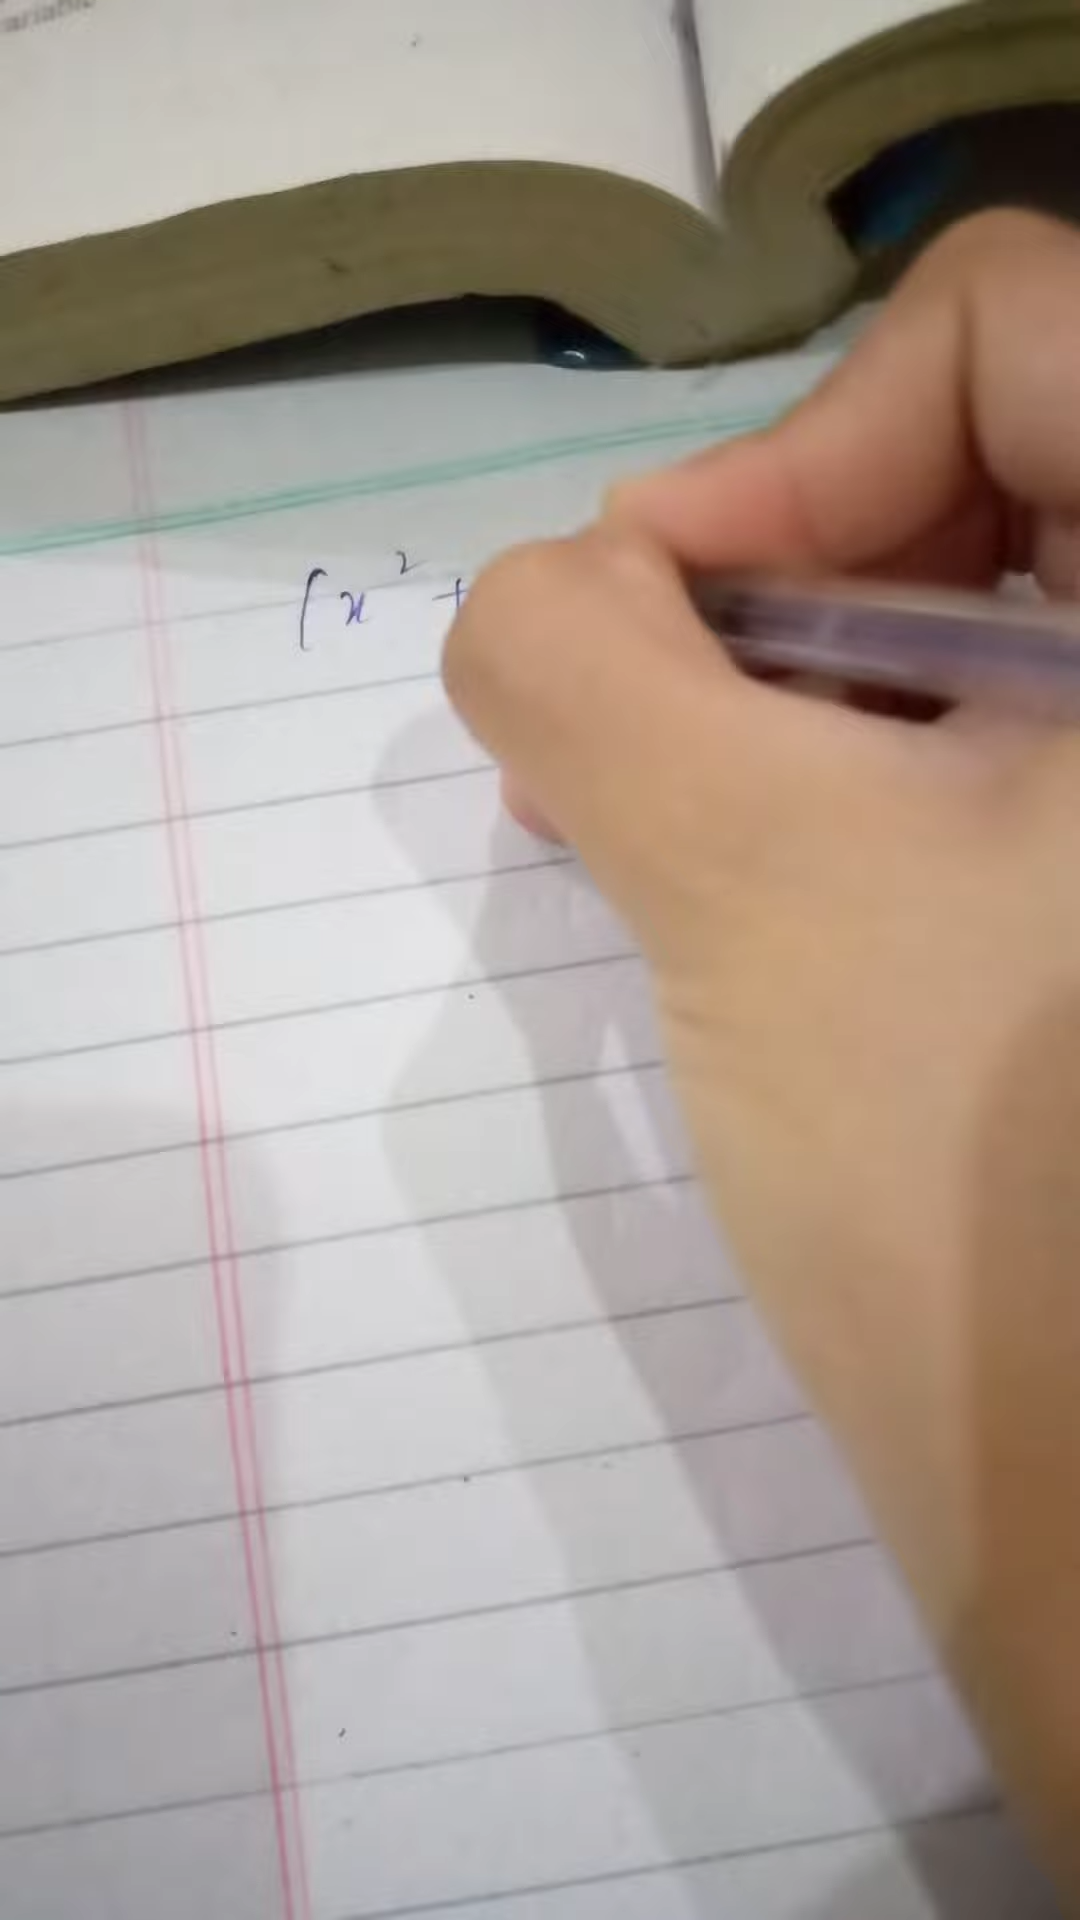 (x² +